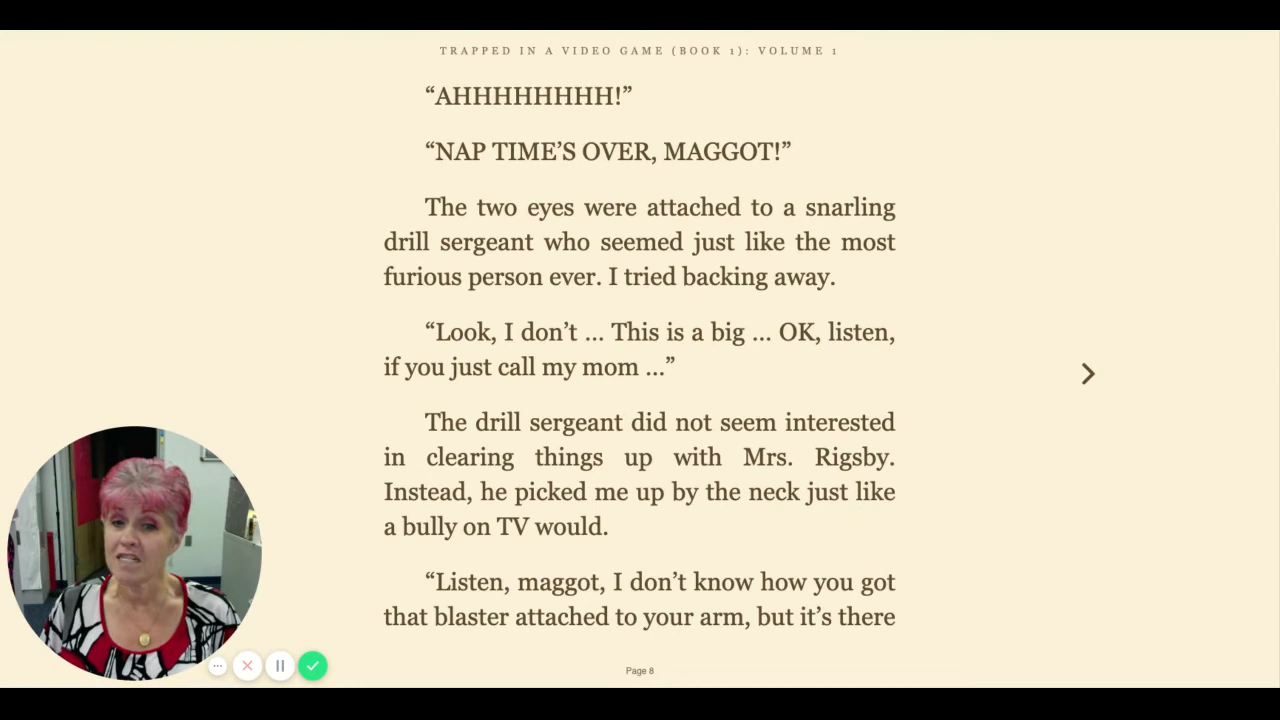 TRAPPED IN A VIDEO GAME (BOOK 1): VOLUME 1
“AHHHHHHHH!”
“NAP TIME’S OVER, MAGGOT!”
The two eyes were attached to a snarling
drill sergeant who seemed just like the most
furious person ever. I tried backing away.
“Look, I don’t ... This is a big ... OK, listen,
if you just call my mom ...”
The drill sergeant did not seem interested
in clearing things up with Mrs. Rigsby.
Instead, he picked me up by the neck just like
a bully on TV would.
“Listen, maggot, I don’t know how you got
that blaster attached to your arm, but it’s there
Page 8